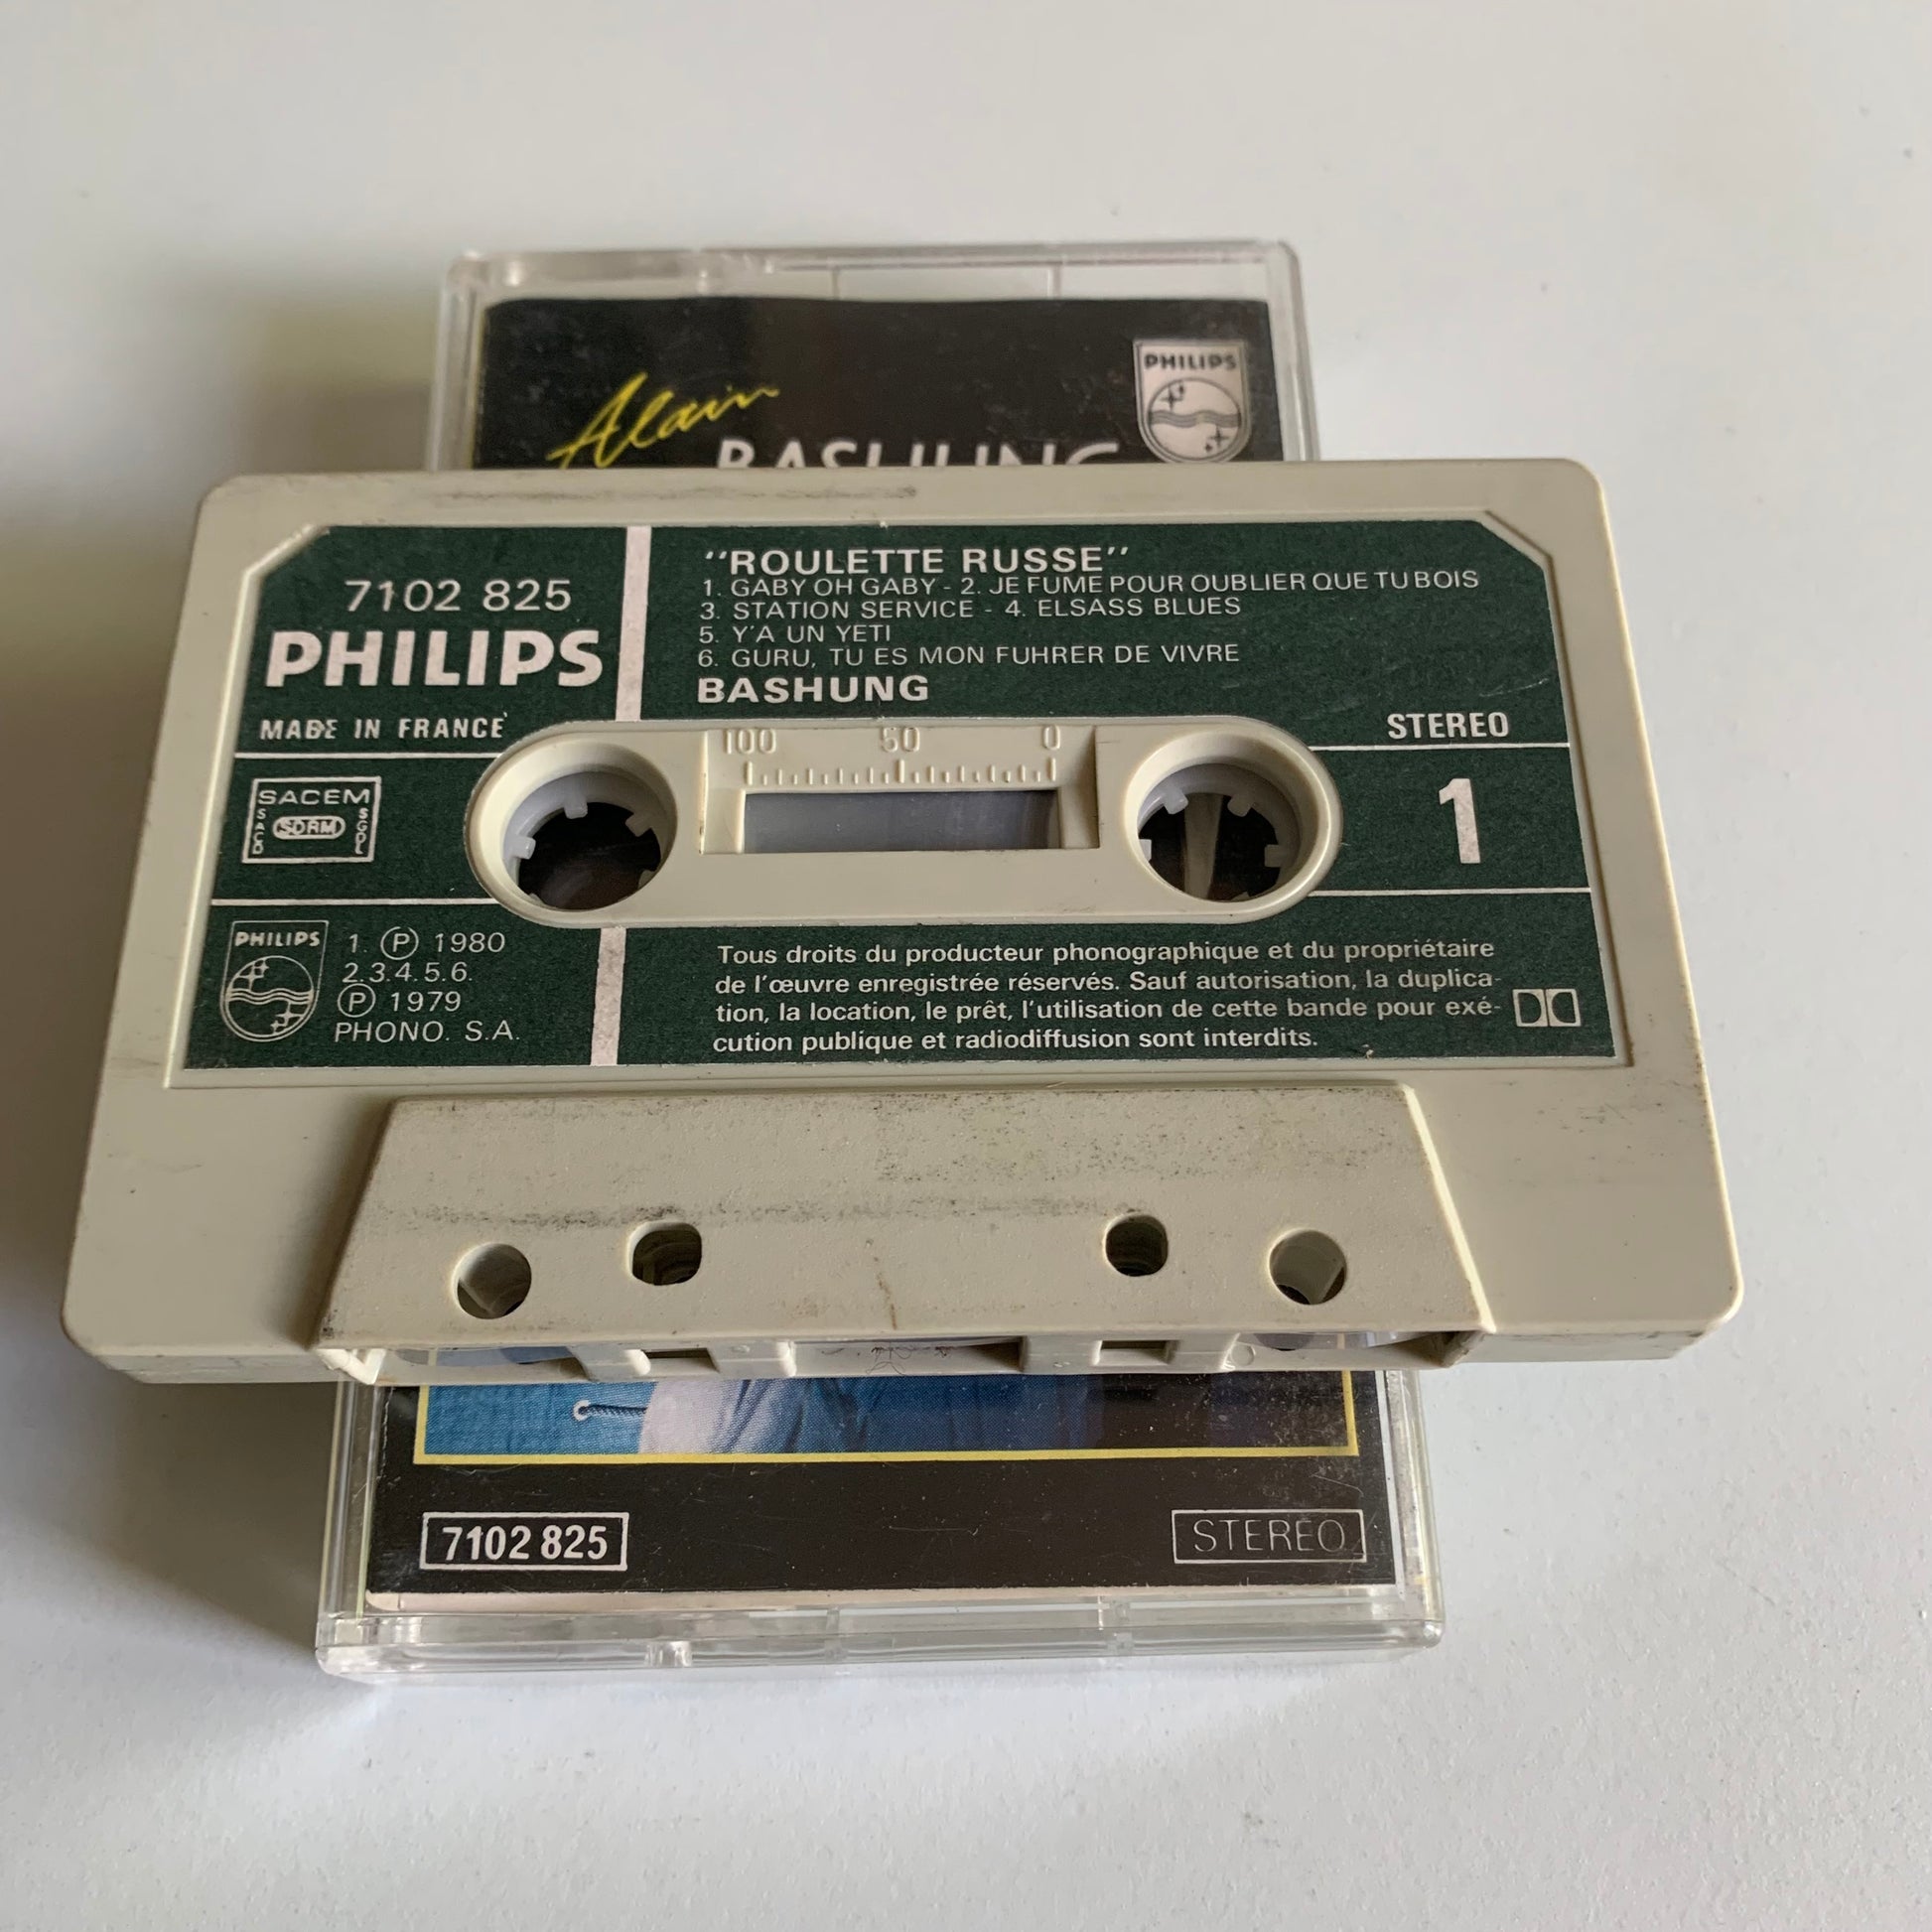 Alain
BASHUNG
PHILIPS
7102 825
PHILIPS
MADE IN FRANCE
"ROULETTE RUSSE"
1. GABY OH GABY - 2. JE FUME POUR OUBLIER QUE TU BOIS
3. STATION SERVICE - 4. ELSASS BLUES
5. Y'A UN YETI
6. GURU, TU ES MON FUHRER DE VIVRE
BASHUNG
STEREO
100 50 0
1
SACEM
SACD
SDRM
SGDL
PHILIPS
1. Ⓟ 1980
2.3.4.5.6.
Ⓟ 1979
PHONO. S.A.
Tous droits du producteur phonographique et du propriétaire
de l'œuvre enregistrée réservés. Sauf autorisation, la duplica-
tion, la location, le prêt, l'utilisation de cette bande pour exé-
cution publique et radiodiffusion sont interdits.
7102 825
STEREO